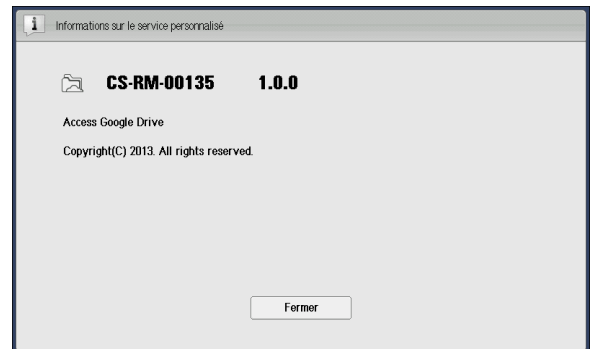 Informations sur le service personnalisé
CS-RM-00135 1.0.0
Access Google Drive
Copyright(C) 2013. All rights reserved.
Fermer